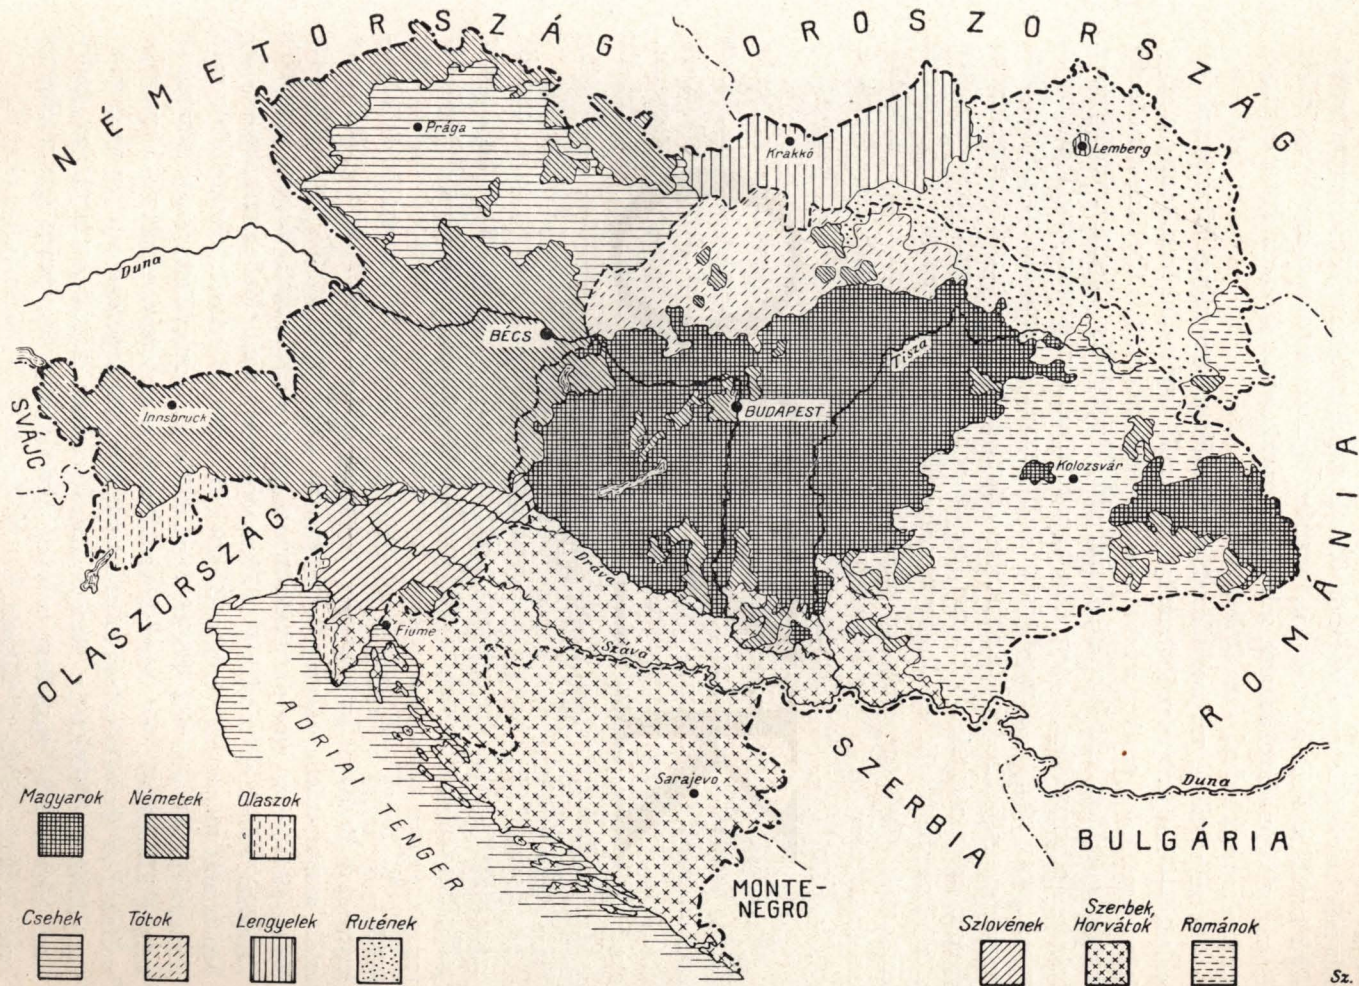 NÉMETORSZÁG
OROSZORSZÁG
Prága
Krakkó
Lemberg
Duna
BÉCS
Tisza
SVÁJC
Innsbruck
BUDAPEST
Kolozsvár
ROMÁNIA
OLASZORSZÁG
Dráva
Fiume
Száva
ADRIAI TENGER
Sarajevo
SZERBIA
Duna
BULGÁRIA
MONTE-
NEGRO
Magyarok Németek Olaszok
Csehek Tótok Lengyelek Rutének
Szlovének Szerbek, Horvátok Románok
Sz.